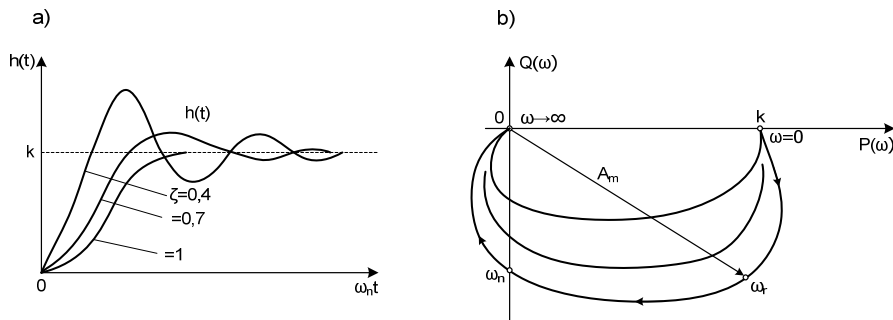 a)
h(t)
h(t)
k
ζ=0,4
=0,7
=1
0
ωₙt
b)
Q(ω)
0
ω→∞
k
ω=0
P(ω)
Aₘ
ωₙ
ωᵣ